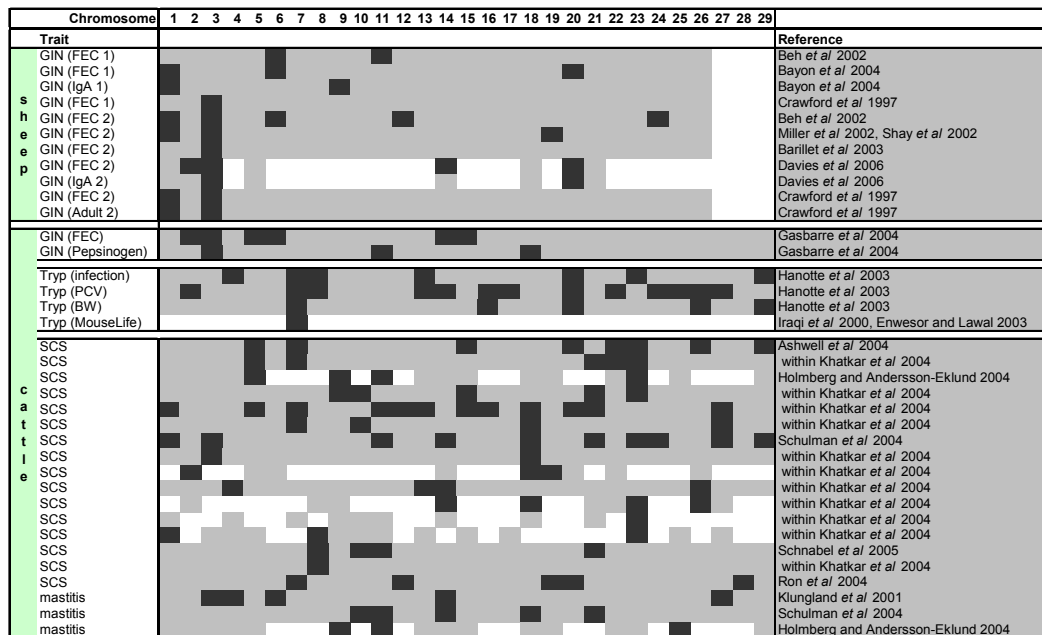 Chromosome 1 2 3 4 5 6 7 8 9 10 11 12 13 14 15 16 17 18 19 20 21 22 23 24 25 26 27 28 29
Trait Reference
sheep
GIN (FEC 1) Beh et al 2002
GIN (FEC 1) Bayon et al 2004
GIN (IgA 1) Bayon et al 2004
GIN (FEC 1) Crawford et al 1997
GIN (FEC 2) Beh et al 2002
GIN (FEC 2) Miller et al 2002, Shay et al 2002
GIN (FEC 2) Barillet et al 2003
GIN (FEC 2) Davies et al 2006
GIN (IgA 2) Davies et al 2006
GIN (FEC 2) Crawford et al 1997
GIN (Adult 2) Crawford et al 1997
cattle
GIN (FEC) Gasbarre et al 2004
GIN (Pepsinogen) Gasbarre et al 2004
Tryp (infection) Hanotte et al 2003
Tryp (PCV) Hanotte et al 2003
Tryp (BW) Hanotte et al 2003
Tryp (MouseLife) Iraqi et al 2000, Enwesor and Lawal 2003
SCS Ashwell et al 2004
SCS within Khatkar et al 2004
SCS Holmberg and Andersson-Eklund 2004
SCS within Khatkar et al 2004
SCS within Khatkar et al 2004
SCS within Khatkar et al 2004
SCS Schulman et al 2004
SCS within Khatkar et al 2004
SCS within Khatkar et al 2004
SCS within Khatkar et al 2004
SCS within Khatkar et al 2004
SCS within Khatkar et al 2004
SCS within Khatkar et al 2004
SCS Schnabel et al 2005
SCS within Khatkar et al 2004
SCS Ron et al 2004
mastitis Klungland et al 2001
mastitis Schulman et al 2004
mastitis Holmberg and Andersson-Eklund 2004